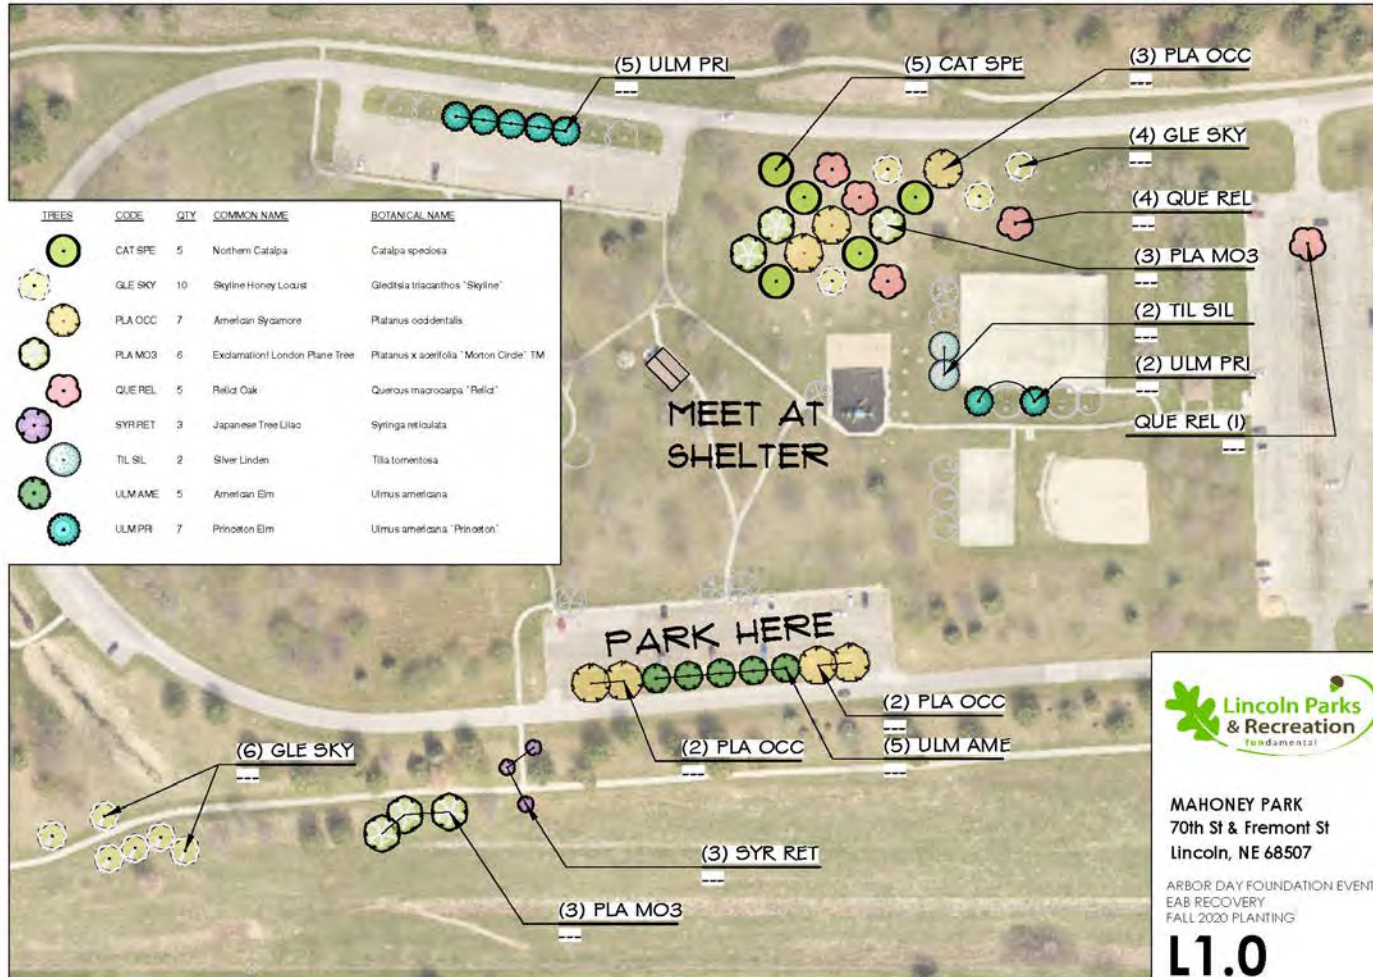 (5) ULM PRI
---
(5) CAT SPE
---
(3) PLA OCC
---
(4) GLE SKY
---
(4) QUE REL
---
(3) PLA MO3
---
(2) TIL SIL
---
(2) ULM PRI
---
QUE REL (1)
---
TREES CODE QTY COMMON NAME BOTANICAL NAME
CAT SPE 5 Northern Catalpa Catalpa speciosa
GLE SKY 10 Skyline Honey Locust Gleditsia triacanthos `Skyline`
PLA OCC 7 American Sycamore Platanus occidentalis
PLA MO3 6 Exclamation! London Plane Tree Platanus x acerifolia `Morton Circle` TM
QUE REL 5 Relict Oak Quercus macrocarpa `Relict`
SYR RET 3 Japanese Tree Lilac Syringa reticulata
TIL SIL 2 Silver Linden Tilia tomentosa
ULM AME 5 American Elm Ulmus americana
ULM PRI 7 Princeton Elm Ulmus americana `Princeton`
MEET AT
SHELTER
PARK HERE
(2) PLA OCC
---
(2) PLA OCC
---
(5) ULM AME
---
(6) GLE SKY
---
(3) SYR RET
---
(3) PLA MO3
---
Lincoln Parks
& Recreation
fundamental
MAHONEY PARK
70th St & Fremont St
Lincoln, NE 68507
ARBOR DAY FOUNDATION EVENT
EAB RECOVERY
FALL 2020 PLANTING
L1.0